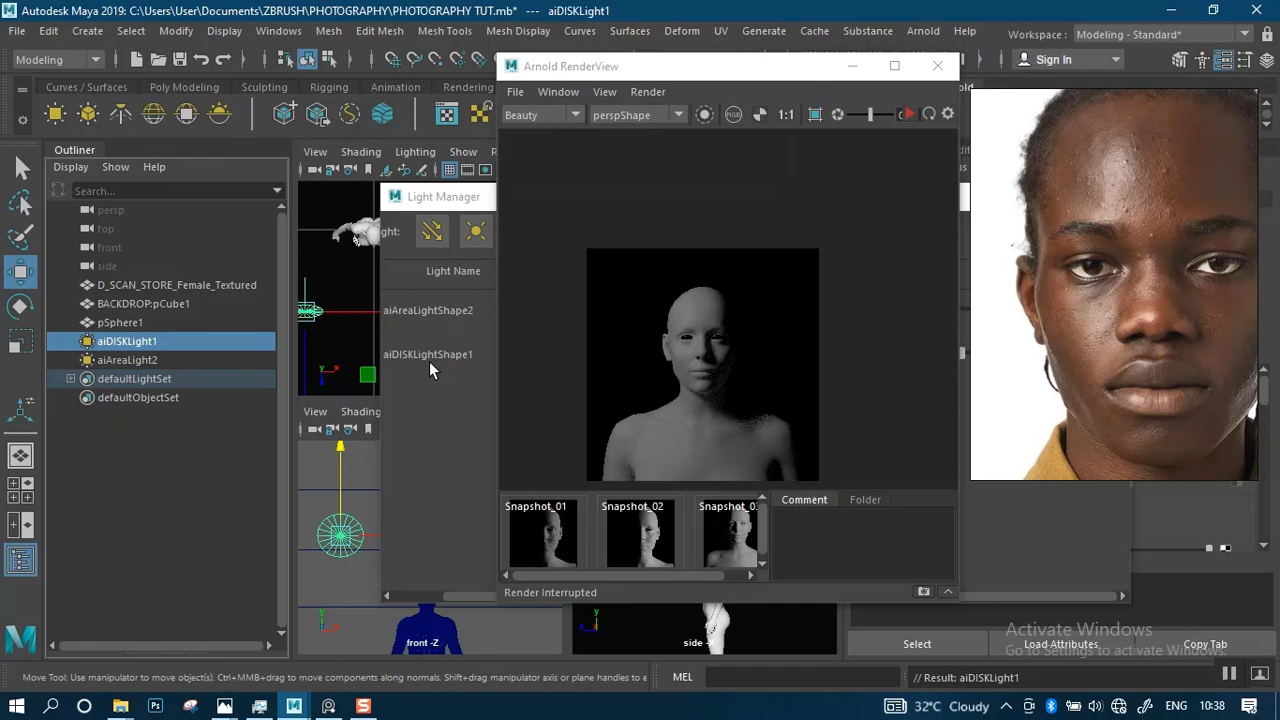 Autodesk Maya 2019: C:\Users\User\Documents\ZBRUSH\PHOTOGRAPHY\PHOTOGRAPHY TUT.mb* --- aiDISKLight1
File Edit Create Select Modify Display Windows Mesh Edit Mesh Mesh Tools Mesh Display Curves Surfaces Deform UV Generate Cache Substance Arnold Help Workspace : Modeling - Standard*
Modeling Sign In
Curves / Surfaces Poly Modeling Sculpting Rigging Animation Rendering
Arnold RenderView
File Window View Render
Beauty perspShape RGB 1:1
Outliner
Display Show Help
Search...
persp
top
front
side
D_SCAN_STORE_Female_Textured
BACKDROP:pCube1
pSphere1
aiDISKLight1
aiAreaLight2
defaultLightSet
defaultObjectSet
View Shading Lighting Show
Light Manager
ght:
Light Name
aiAreaLightShape2
aiDISKLightShape1
View Shading
front -Z
side
Snapshot_01 Snapshot_02
Comment Folder
Render Interrupted
Select Load Attributes Copy Tab
Activate Windows
Go to Settings to activate Windows.
Move Tool: Use manipulator to move object(s). Ctrl+MMB+drag to move components along normals. Shift+drag manipulator axis or plane handles to e
MEL // Result: aiDISKLight1
32°C Cloudy ENG 10:38